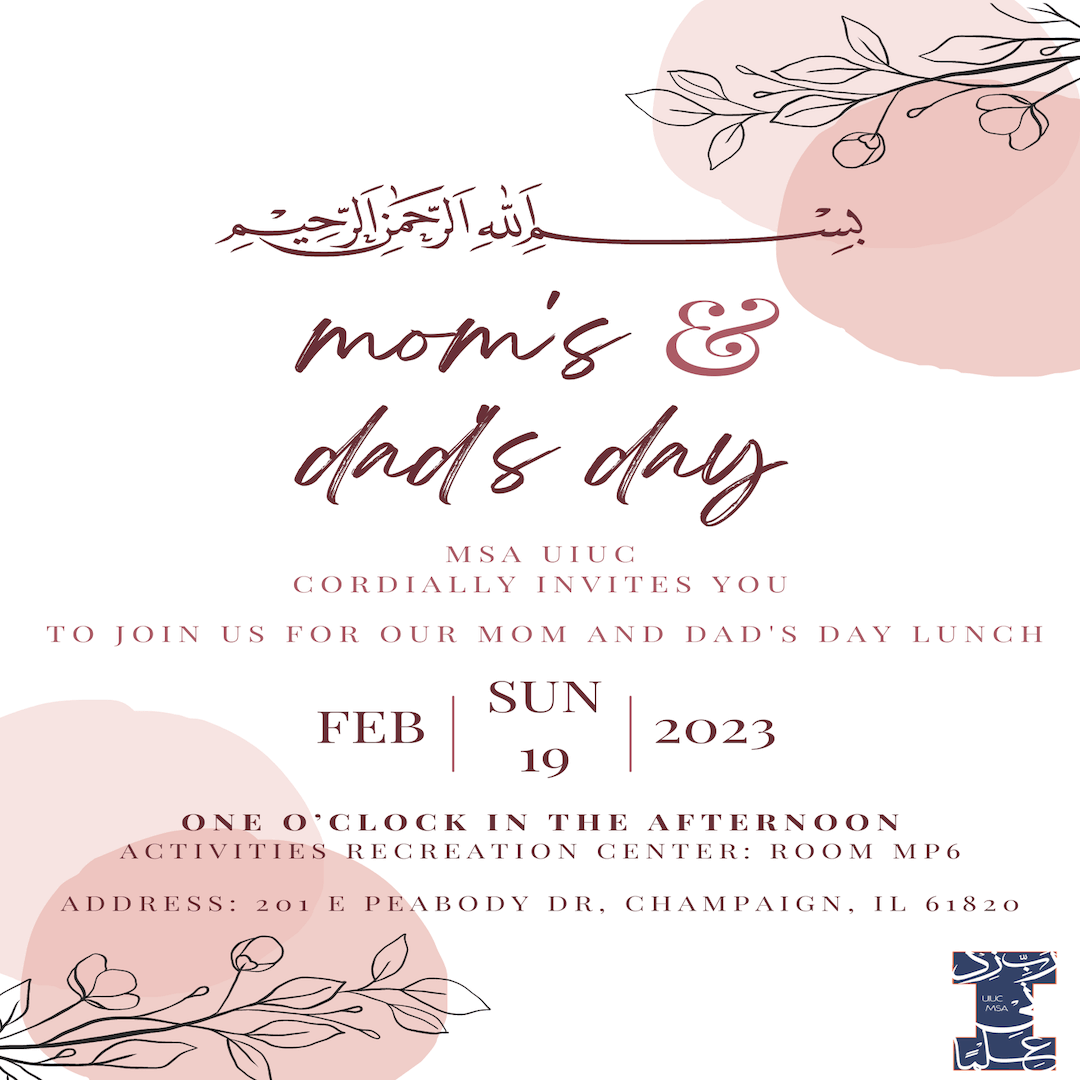 بِسْمِ اللهِ الرَّحْمٰنِ الرَّحِيْمِ
mom's &
dad's day
MSA UIUC
CORDIALLY INVITES YOU
TO JOIN US FOR OUR MOM AND DAD'S DAY LUNCH
FEB | SUN 19 | 2023
ONE O’CLOCK IN THE AFTERNOON
ACTIVITIES RECREATION CENTER: ROOM MP6
ADDRESS: 201 E PEABODY DR, CHAMPAIGN, IL 61820
رَبِّ زِدْ
نِي
UIUC
MSA
عِلْمًا